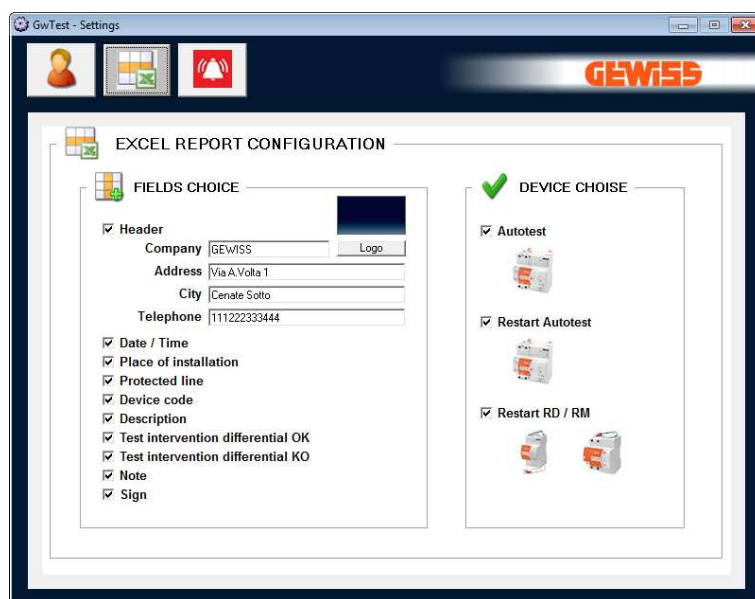 GwTest - Settings
GEWISS
EXCEL REPORT CONFIGURATION
FIELDS CHOICE
Header
Company GEWISS Logo
Address Via A.Volta 1
City Cenate Sotto
Telephone 111222333444
Date / Time
Place of installation
Protected line
Device code
Description
Test intervention differential OK
Test intervention differential KO
Note
Sign
DEVICE CHOISE
Autotest
Restart Autotest
Restart RD / RM